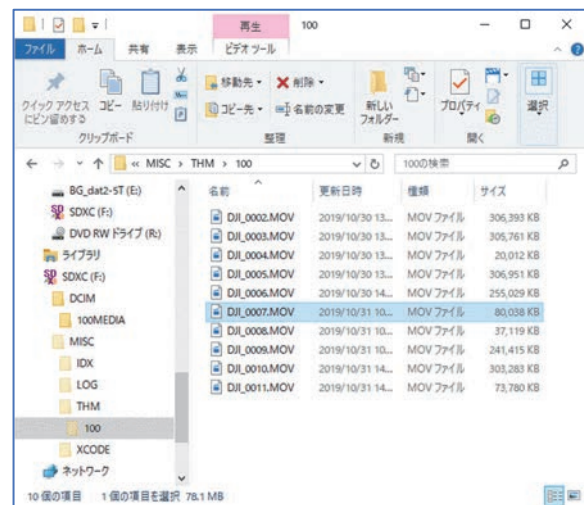 再生 100
ファイル ホーム 共有 表示 ビデオ ツール
クイック アクセスにピン留めする
コピー
貼り付け
移動先
コピー先
削除
名前の変更
新しいフォルダー
プロパティ
選択
クリップボード 整理 新規 開く
« MISC > THM > 100
100の検索
名前 更新日時 種類 サイズ
BG_dat2-5T (E:)
SDXC (F:)
DVD RW ドライブ (R:)
ライブラリ
SDXC (F:)
DCIM
100MEDIA
MISC
IDX
LOG
THM
100
XCODE
ネットワーク
DJI_0002.MOV 2019/10/30 13... MOV ファイル 306,393 KB
DJI_0003.MOV 2019/10/30 13... MOV ファイル 305,761 KB
DJI_0004.MOV 2019/10/30 13... MOV ファイル 20,012 KB
DJI_0005.MOV 2019/10/30 13... MOV ファイル 306,951 KB
DJI_0006.MOV 2019/10/30 14... MOV ファイル 255,029 KB
DJI_0007.MOV 2019/10/31 10... MOV ファイル 80,038 KB
DJI_0008.MOV 2019/10/31 10... MOV ファイル 37,119 KB
DJI_0009.MOV 2019/10/31 10... MOV ファイル 241,415 KB
DJI_0010.MOV 2019/10/31 14... MOV ファイル 303,283 KB
DJI_0011.MOV 2019/10/31 14... MOV ファイル 73,780 KB
10 個の項目 1 個の項目を選択 78.1 MB